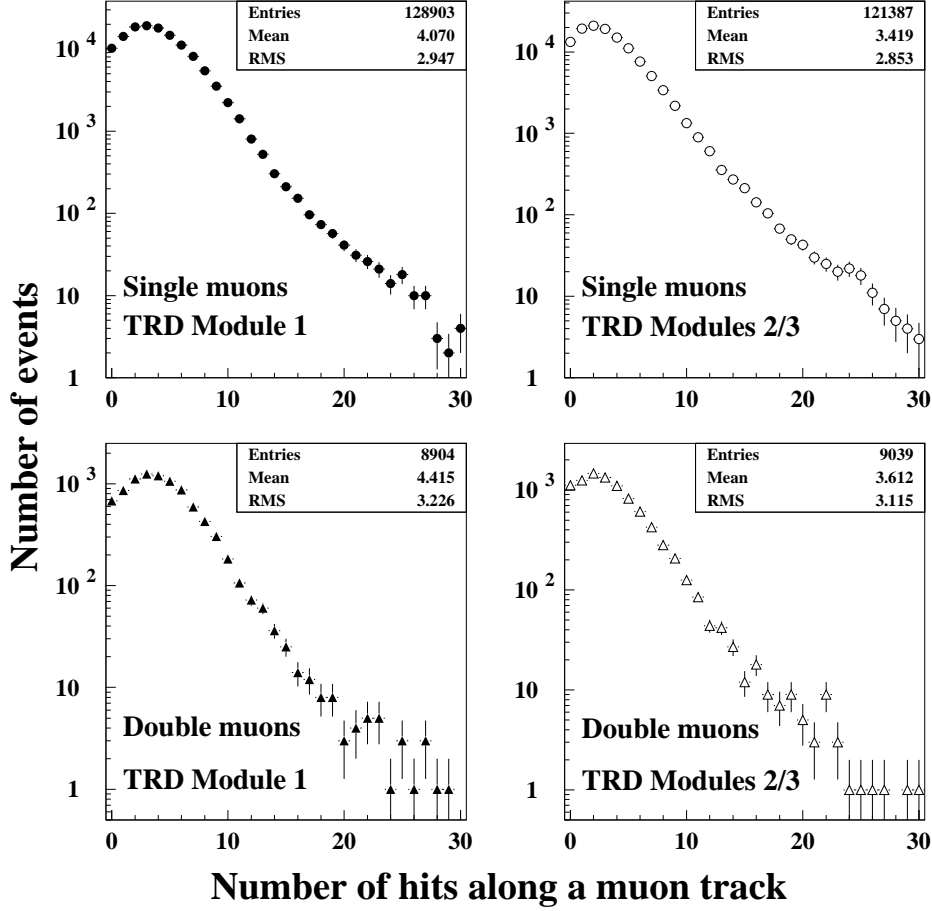 Entries 128903
Mean 4.070
RMS 2.947
10 4
10 3
10 2
10
1
0 10 20 30
Single muons
TRD Module 1
Entries 121387
Mean 3.419
RMS 2.853
10 4
10 3
10 2
10
1
0 10 20 30
Single muons
TRD Modules 2/3
Entries 8904
Mean 4.415
RMS 3.226
10 3
10 2
10
1
0 10 20 30
Double muons
TRD Module 1
Entries 9039
Mean 3.612
RMS 3.115
10 3
10 2
10
1
0 10 20 30
Double muons
TRD Modules 2/3
Number of events
Number of hits along a muon track